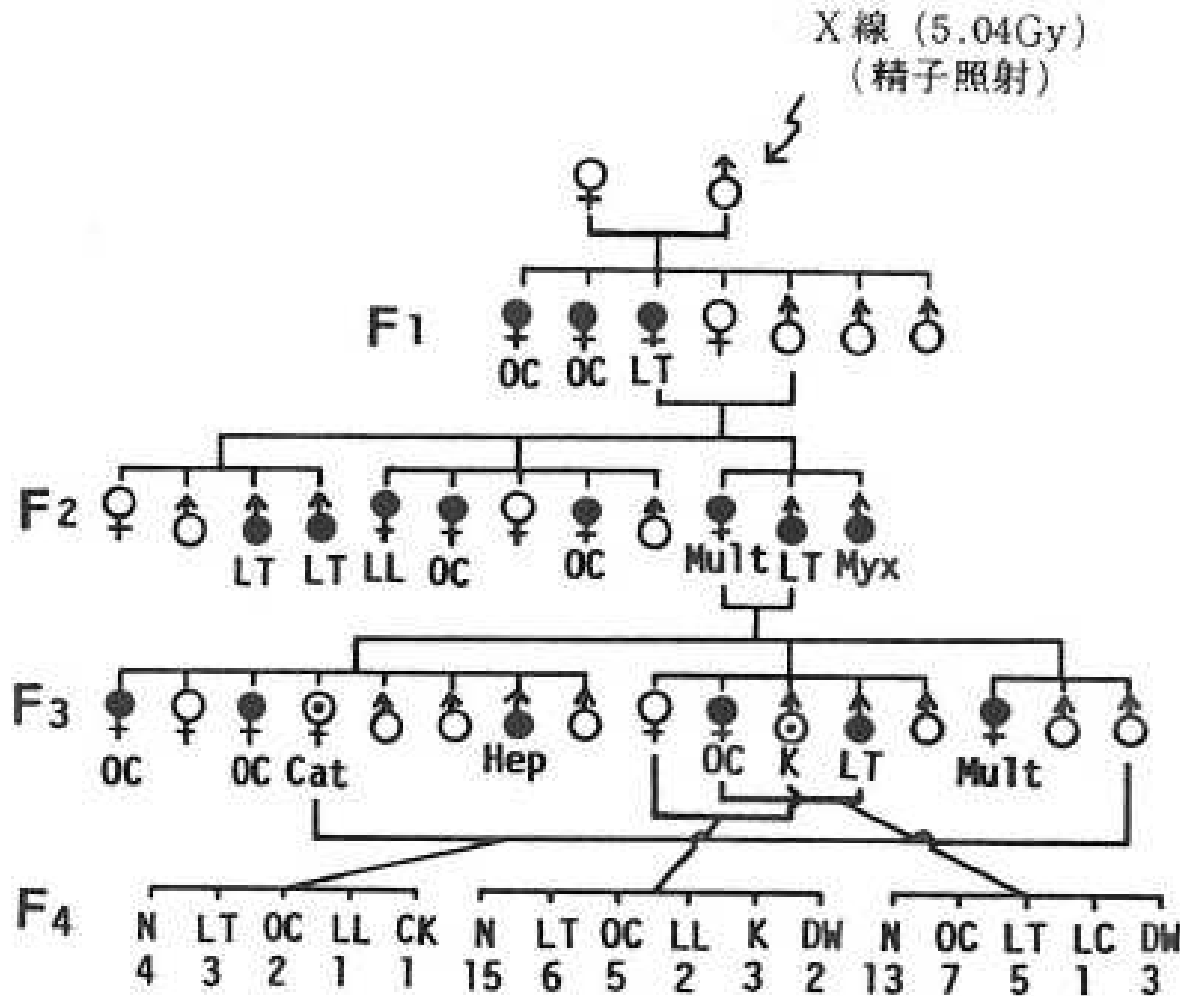 X線 (5.04Gy)
(精子照射)
F1
OC OC LT
F2
LT LT LL OC OC Mult LT Myx
F3
OC OC Cat Hep OC K LT Mult
F4
N LT OC LL CK N LT OC LL K DW N OC LT LC DW
4 3 2 1 1 15 6 5 2 3 2 13 7 5 1 3